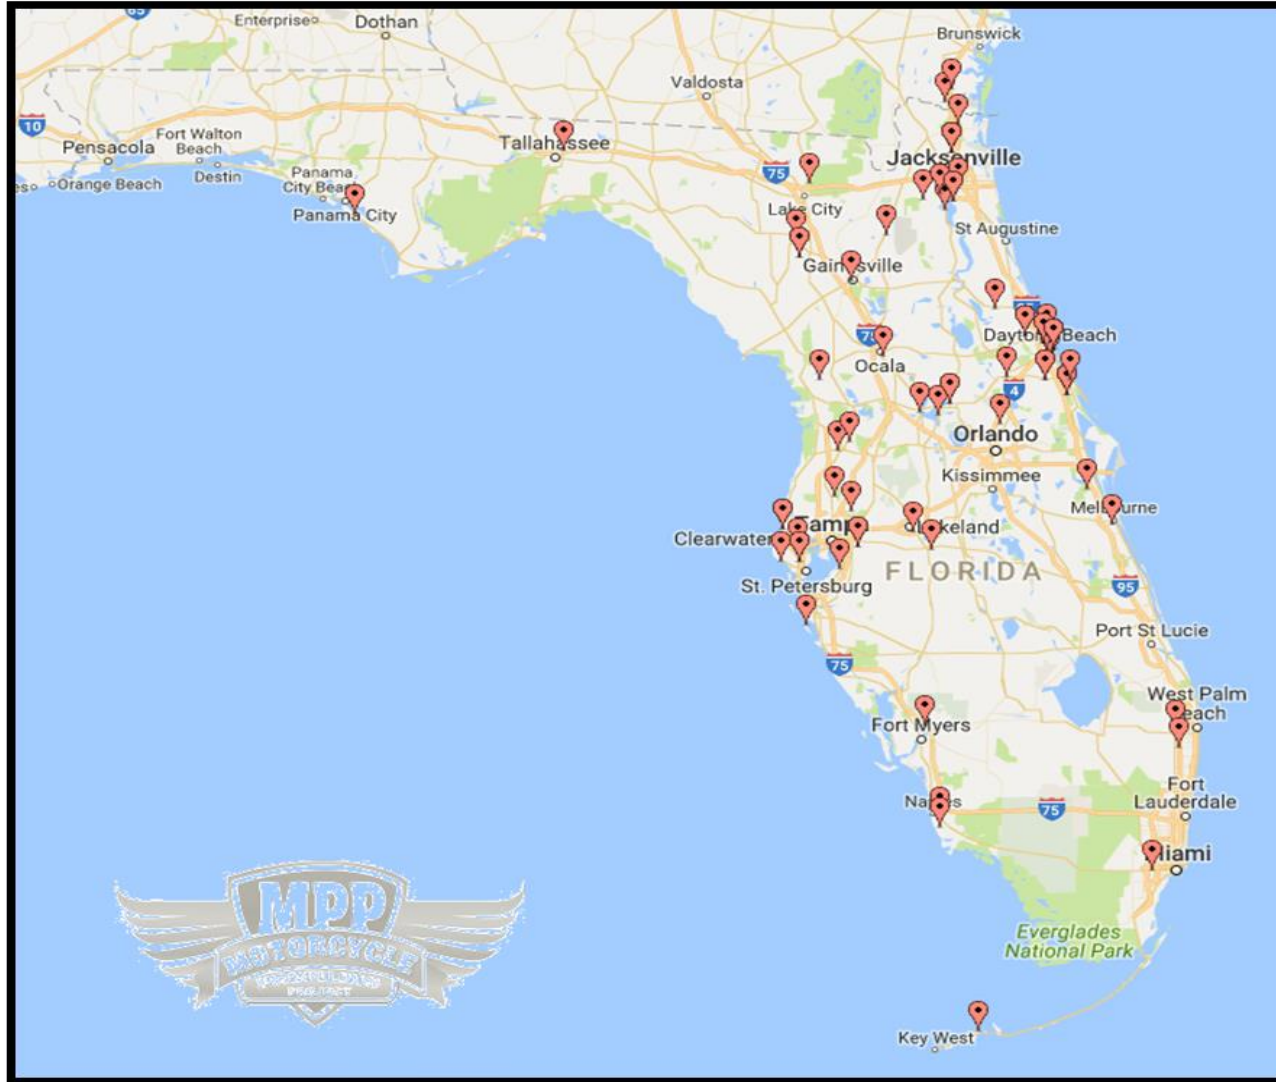 85
Enterprise
Dothan
Brunswick
Valdosta
10
Pensacola
Fort Walton
Beach
Destin
Orange Beach
Panama
City Beach
Panama City
Tallahassee
75
Lake City
Jacksonville
St Augustine
Gainesville
75
Ocala
Daytona Beach
4
Orlando
Kissimmee
Melbourne
Clearwater
Tampa
Lakeland
St. Petersburg
FLORIDA
95
Port St Lucie
75
West Palm
Beach
Fort Myers
Naples
75
Fort
Lauderdale
Miami
Everglades
National Park
Key West
MPP
MOTORCYCLE